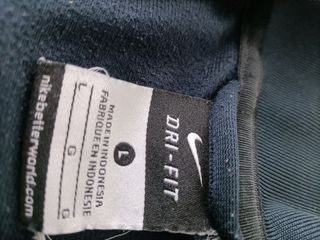 DRI-FIT
L
MADE IN INDONESIA
FABRIQUE EN INDONESIE
L G G
nikebetterworld.com